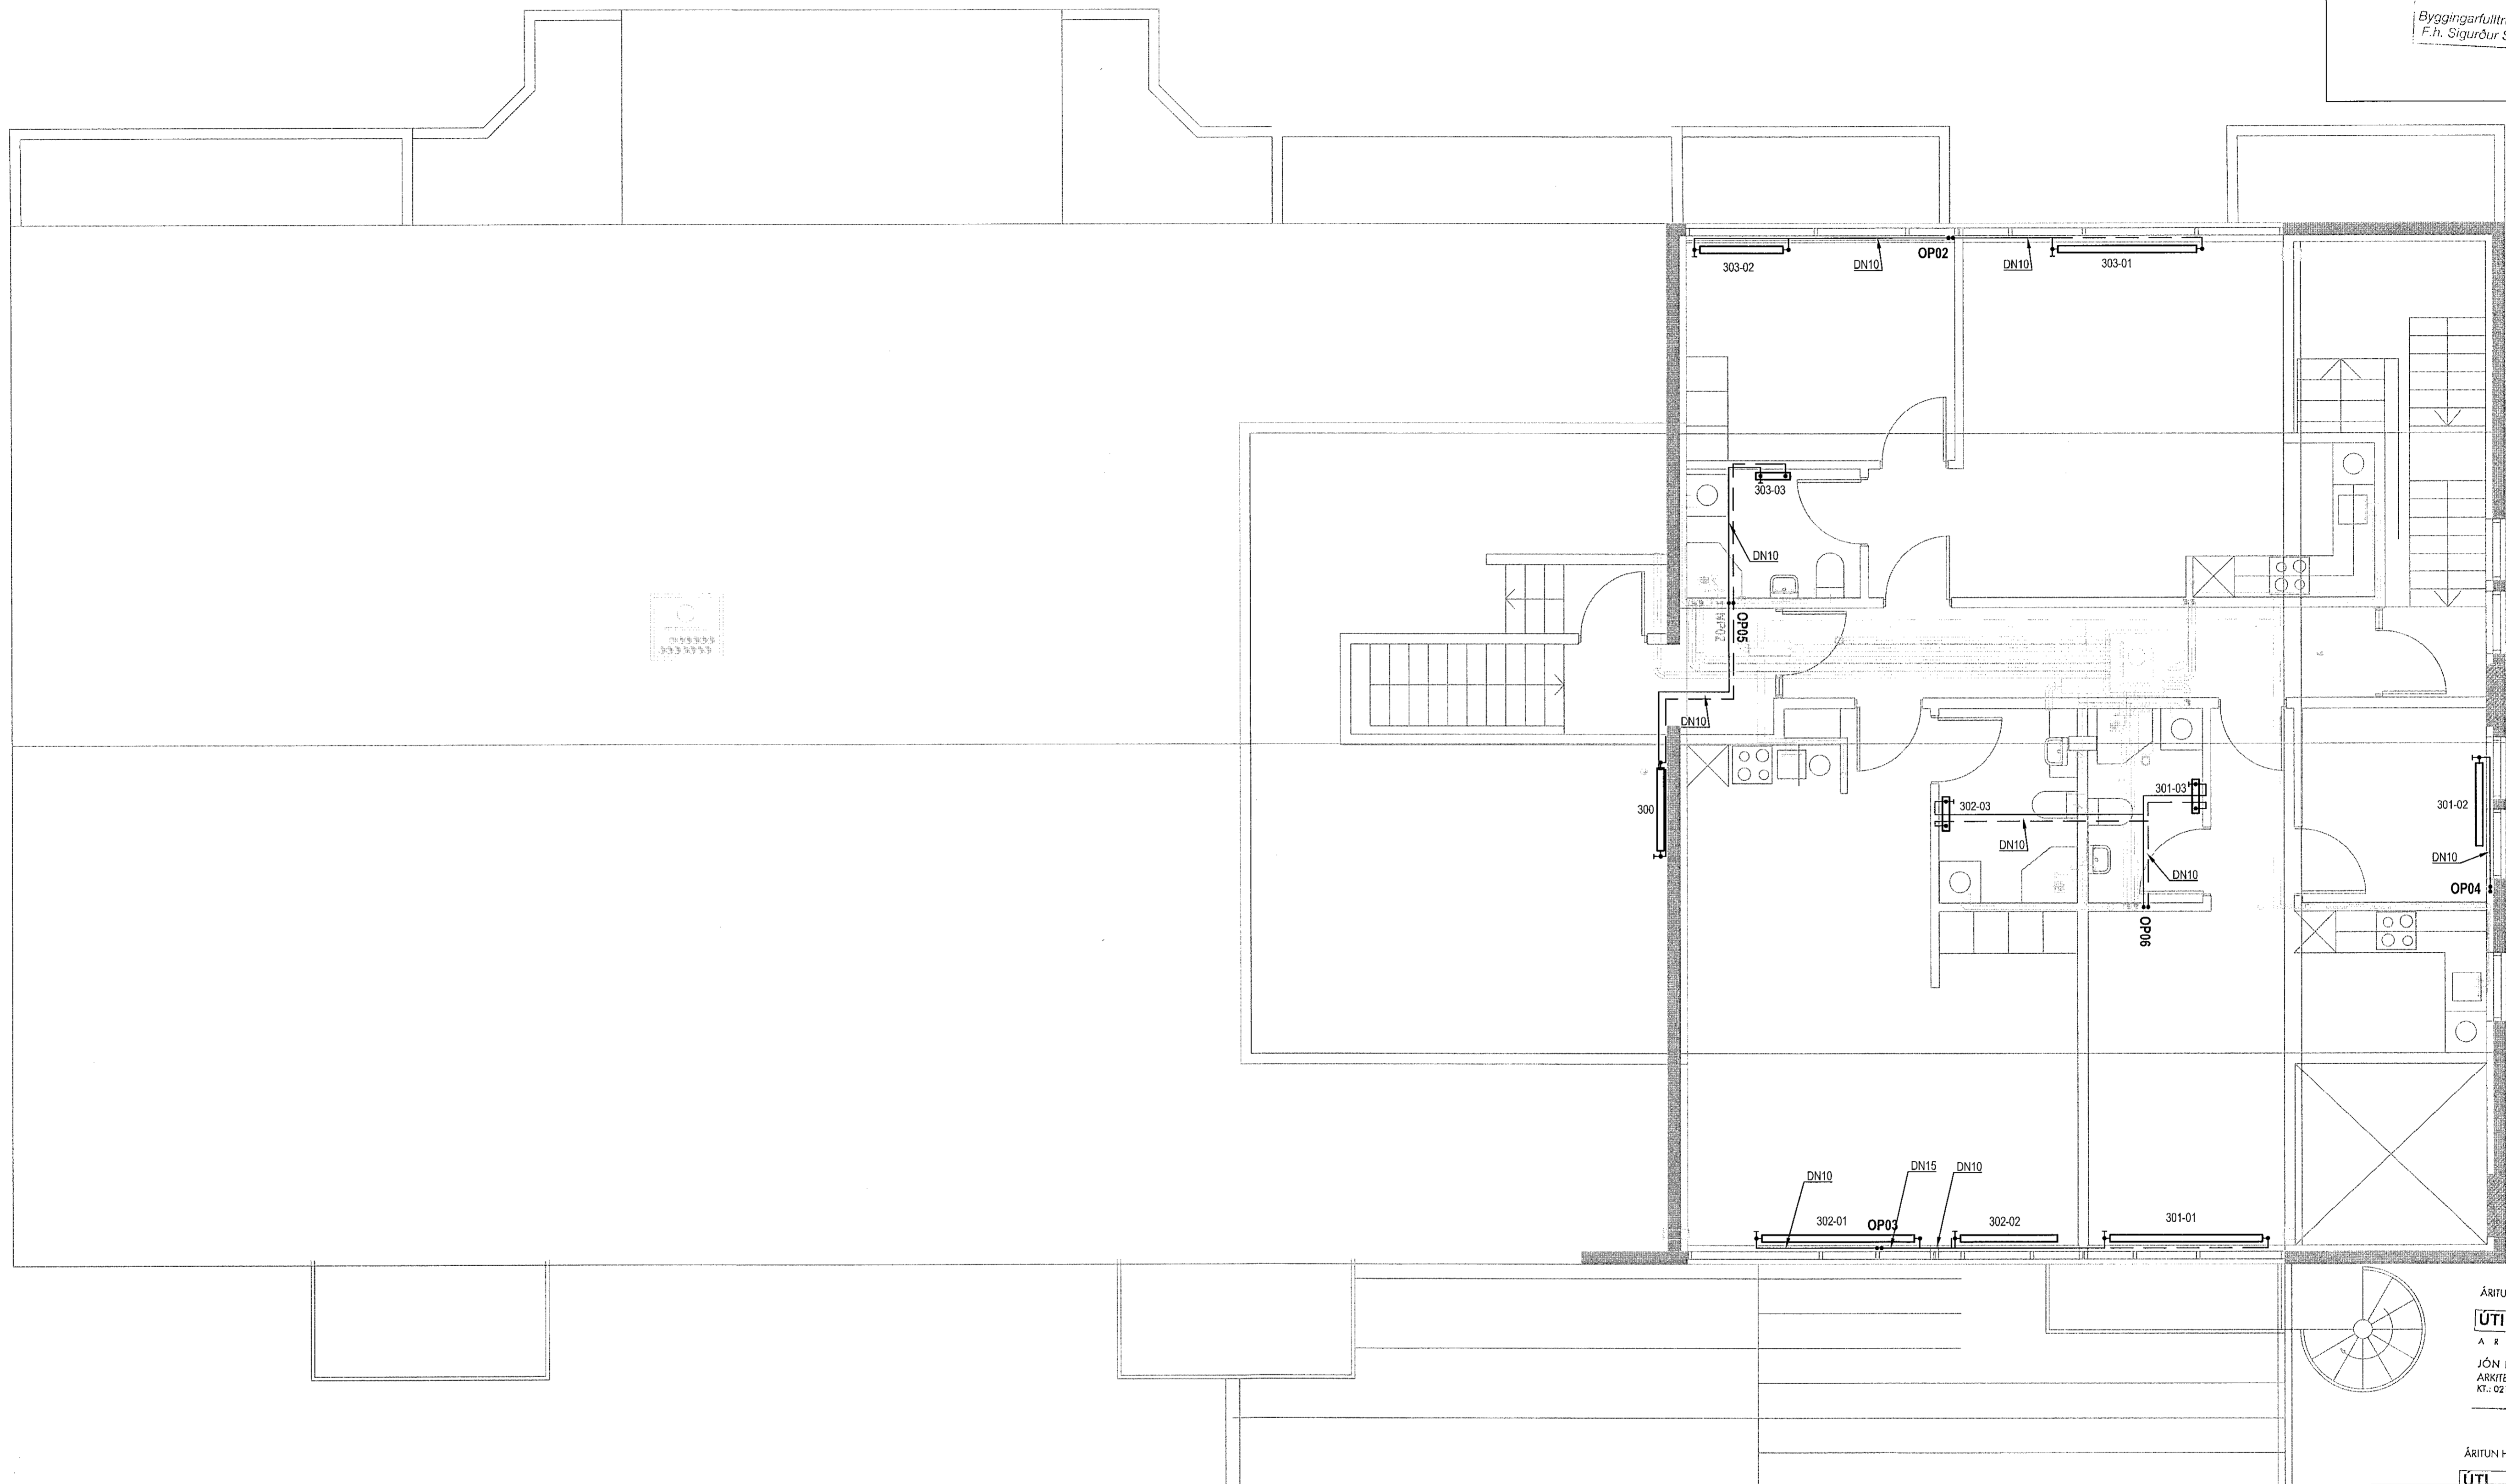 Byggingarfulltr
F.h. Sigurður S
303-02
DN10
OP02
DN10
303-01
303-03
DN10
OP05
NP02
DN10
300
302-03
DN10
301-03
DN10
301-02
DN10
OP04
OP06
DN10
DN15
DN10
302-01
OP03
302-02
301-01
ÁRITU
ÚTI
A R
JÓN
ARKITE
KT.: 02
ÁRITUN H
ÚTI